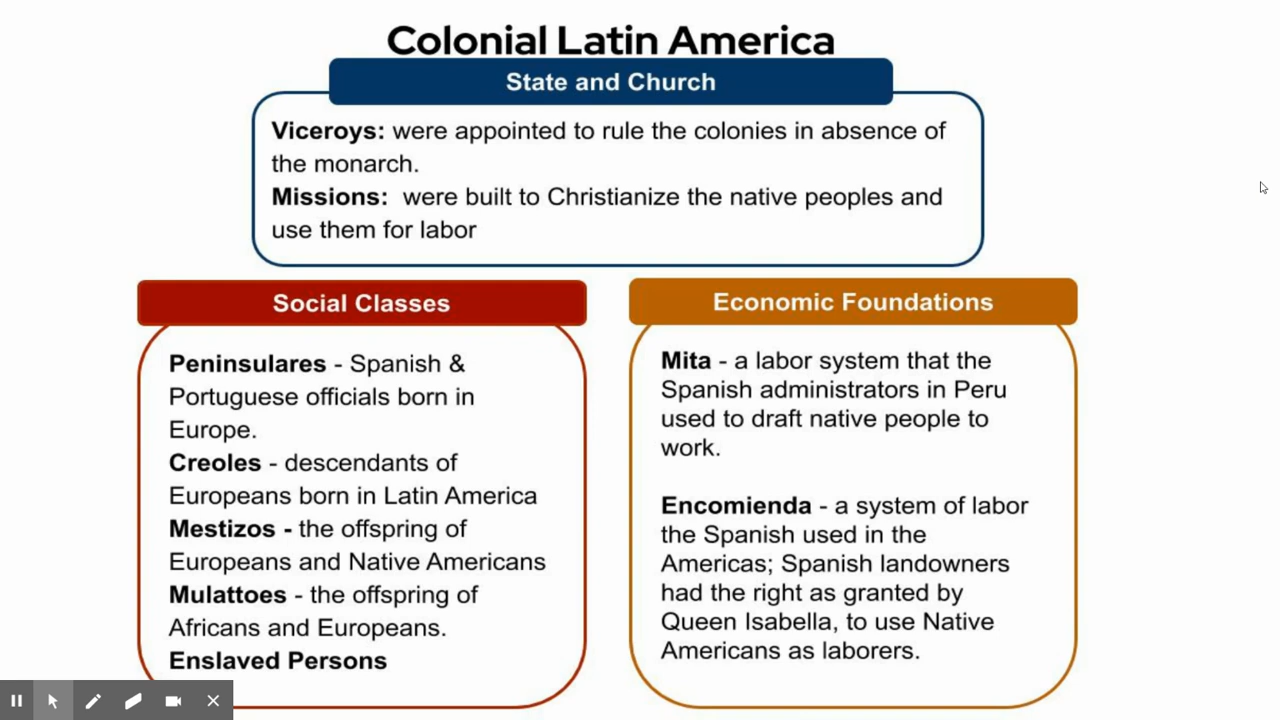 Colonial Latin America
State and Church
Viceroys: were appointed to rule the colonies in absence of
the monarch.
Missions:  were built to Christianize the native peoples and
use them for labor
Social Classes
Peninsulares - Spanish &
Portuguese officials born in
Europe.
Creoles - descendants of
Europeans born in Latin America
Mestizos - the offspring of
Europeans and Native Americans
Mulattoes - the offspring of
Africans and Europeans.
Enslaved Persons
Economic Foundations
Mita - a labor system that the
Spanish administrators in Peru
used to draft native people to
work.
Encomienda - a system of labor
the Spanish used in the
Americas; Spanish landowners
had the right as granted by
Queen Isabella, to use Native
Americans as laborers.